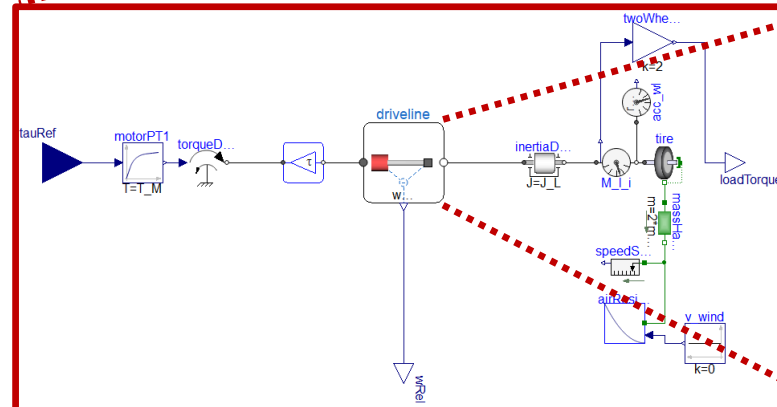 twoWhe...
k=2
driveline
acc_wl
tauRef
motorPT1
torqueD...
inertiaD...
tire
τ
T=T_M
w...
J=J_L
M_l_i
loadTorque
massHa
m=2*m
speedS...
airResi...
v_wind
k=0
wRel